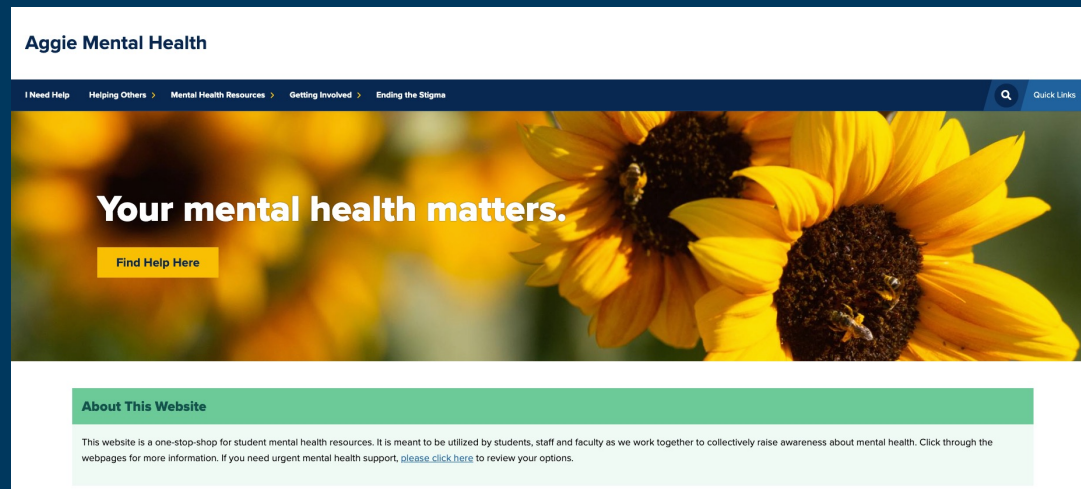 Aggie Mental Health
I Need Help Helping Others > Mental Health Resources > Getting Involved > Ending the Stigma Quick Links
Your mental health matters.
Find Help Here
About This Website
This website is a one-stop-shop for student mental health resources. It is meant to be utilized by students, staff and faculty as we work together to collectively raise awareness about mental health. Click through the
webpages for more information. If you need urgent mental health support, please click here to review your options.